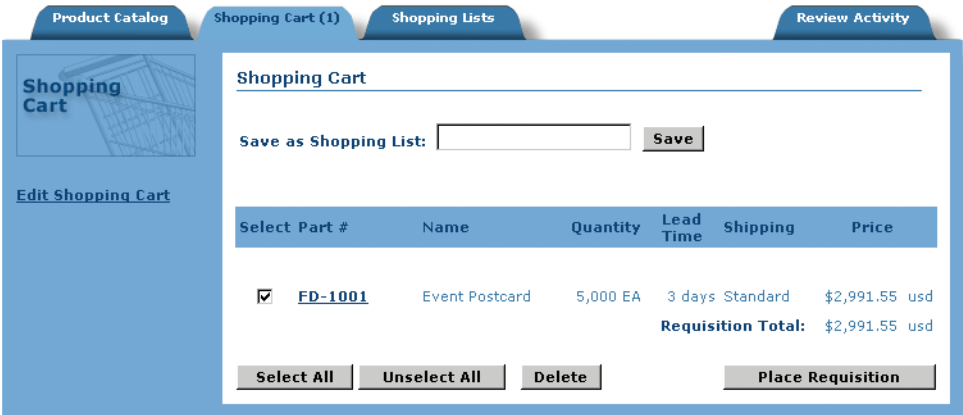 Product Catalog Shopping Cart (1) Shopping Lists Review Activity
Shopping
Cart
Edit Shopping Cart
Shopping Cart
Save as Shopping List: Save
Select Part # Name Quantity Lead Time Shipping Price
FD-1001 Event Postcard 5,000 EA 3 days Standard $2,991.55 usd
Requisition Total: $2,991.55 usd
Select All Unselect All Delete Place Requisition